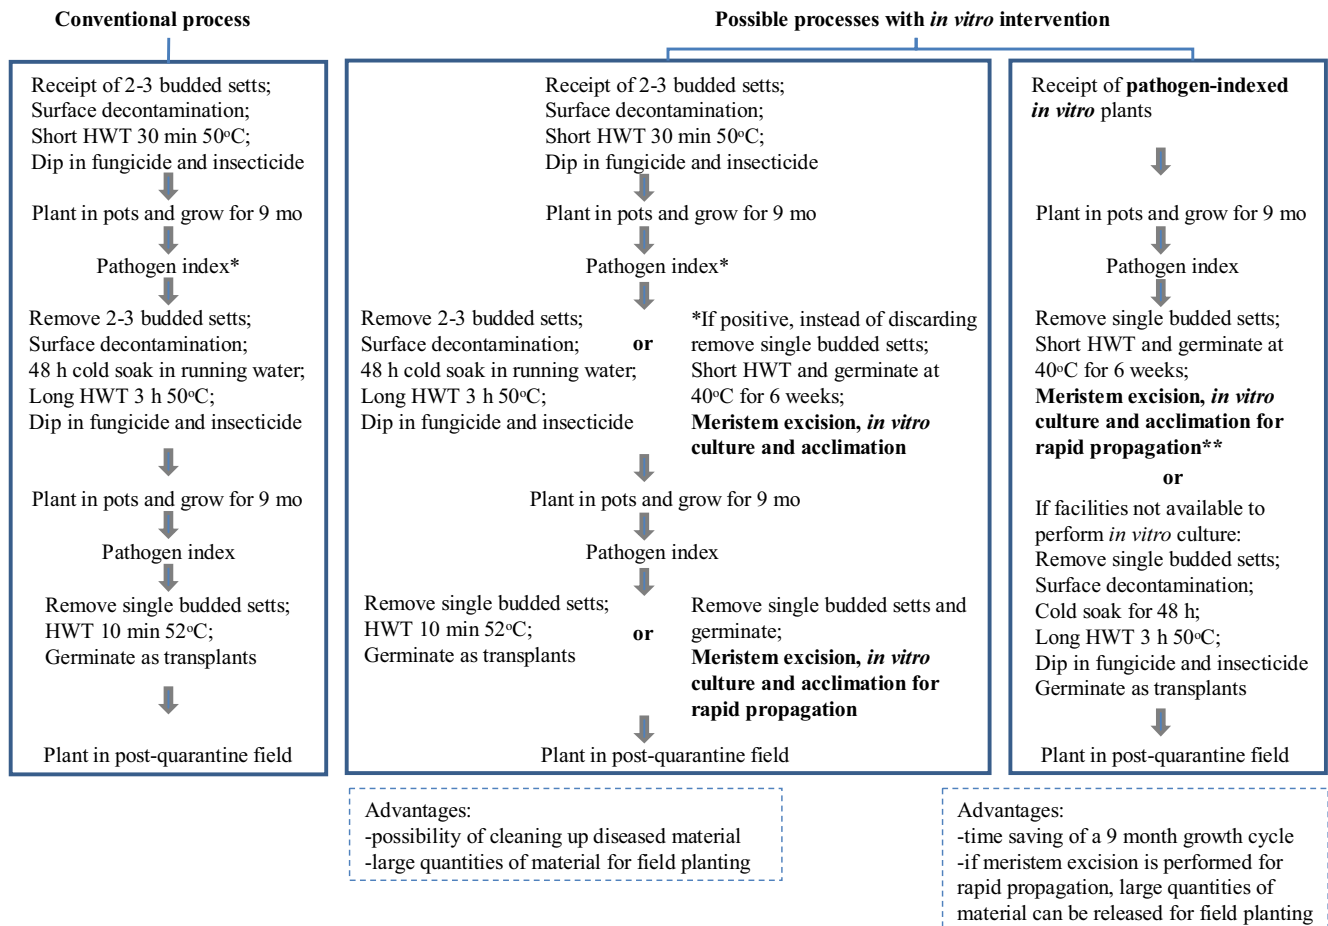 Conventional process
Receipt of 2-3 budded setts;
Surface decontamination;
Short HWT 30 min 50°C;
Dip in fungicide and insecticide
Plant in pots and grow for 9 mo
Pathogen index*
Remove 2-3 budded setts;
Surface decontamination;
48 h cold soak in running water;
Long HWT 3 h 50°C;
Dip in fungicide and insecticide
Plant in pots and grow for 9 mo
Pathogen index
Remove single budded setts;
HWT 10 min 52°C;
Germinate as transplants
Plant in post-quarantine field
Possible processes with in vitro intervention
Receipt of 2-3 budded setts;
Surface decontamination;
Short HWT 30 min 50°C;
Dip in fungicide and insecticide
Plant in pots and grow for 9 mo
Pathogen index*
Remove 2-3 budded setts;
Surface decontamination;
48 h cold soak in running water;
Long HWT 3 h 50°C;
Dip in fungicide and insecticide
or
*If positive, instead of discarding
remove single budded setts;
Short HWT and germinate at
40°C for 6 weeks;
Meristem excision, in vitro
culture and acclimation
Plant in pots and grow for 9 mo
Pathogen index
Remove single budded setts;
HWT 10 min 52°C;
Germinate as transplants
or
Remove single budded setts and
germinate;
Meristem excision, in vitro
culture and acclimation for
rapid propagation
Plant in post-quarantine field
Advantages:
-possibility of cleaning up diseased material
-large quantities of material for field planting
Receipt of pathogen-indexed
in vitro plants
Plant in pots and grow for 9 mo
Pathogen index
Remove single budded setts;
Short HWT and germinate at
40°C for 6 weeks;
Meristem excision, in vitro
culture and acclimation for
rapid propagation**
or
If facilities not available to
perform in vitro culture:
Remove single budded setts;
Surface decontamination;
Cold soak for 48 h;
Long HWT 3 h 50°C;
Dip in fungicide and insecticide
Germinate as transplants
Plant in post-quarantine field
Advantages:
-time saving of a 9 month growth cycle
-if meristem excision is performed for
rapid propagation, large quantities of
material can be released for field planting